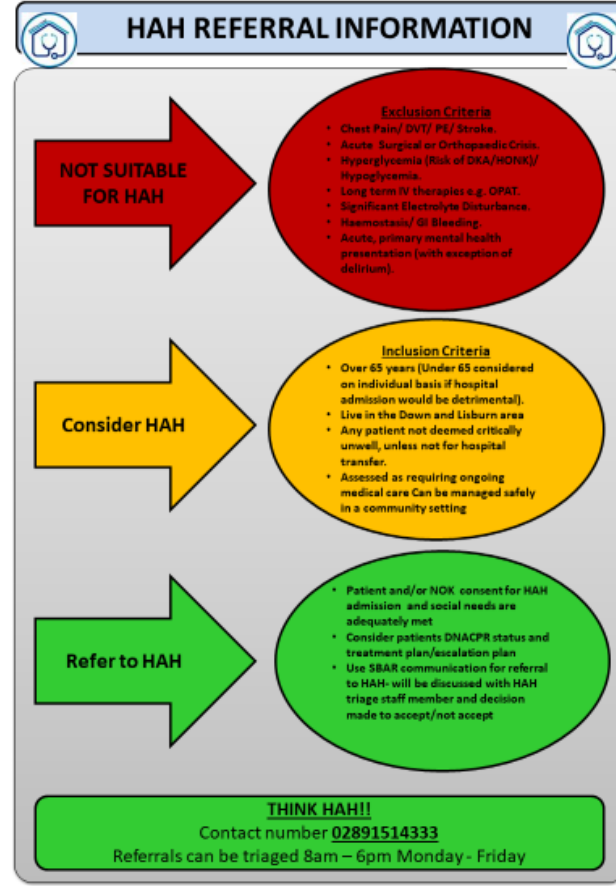 HAH REFERRAL INFORMATION
NOT SUITABLE
FOR HAH
Exclusion Criteria
• Chest Pain/ DVT/ PE/ Stroke.
• Acute Surgical or Orthopaedic Crisis.
• Hyperglycemia (Risk of DKA/HONK)/
Hypoglycemia.
• Long term IV therapies e.g. OPAT.
• Significant Electrolyte Disturbance.
• Haemostasis/ GI Bleeding.
• Acute, primary mental health
presentation (with exception of
delirium).
Consider HAH
Inclusion Criteria
• Over 65 years (Under 65 considered
on individual basis if hospital
admission would be detrimental).
• Live in the Down and Lisburn area
• Any patient not deemed critically
unwell, unless not for hospital
transfer.
• Assessed as requiring ongoing
medical care Can be managed safely
in a community setting
Refer to HAH
• Patient and/or NOK consent for HAH
admission and social needs are
adequately met
• Consider patients DNACPR status and
treatment plan/escalation plan
• Use SBAR communication for referral
to HAH- will be discussed with HAH
triage staff member and decision
made to accept/not accept
THINK HAH!!
Contact number 02891514333
Referrals can be triaged 8am – 6pm Monday - Friday